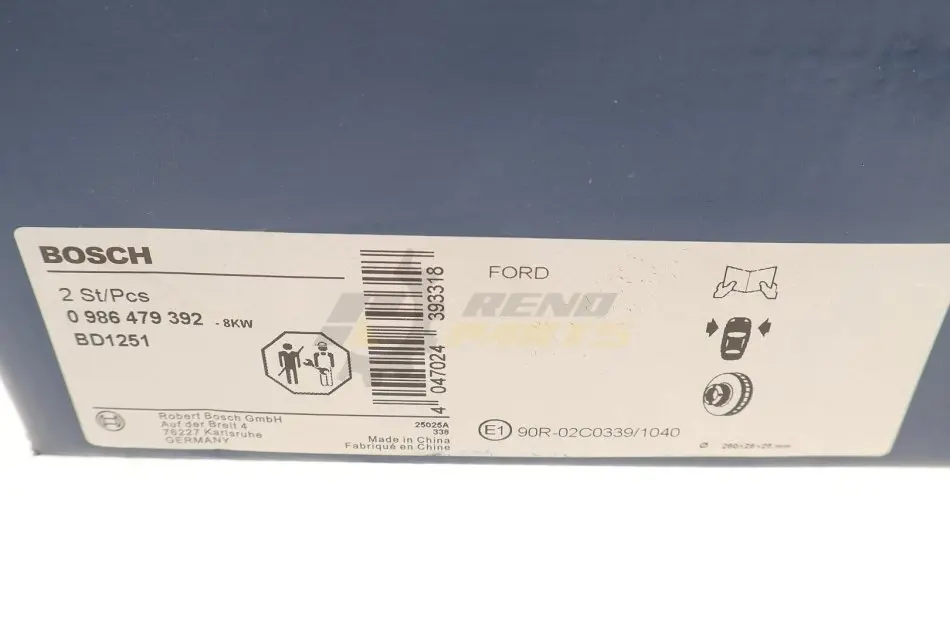 BOSCH
2 St/Pcs
0 986 479 392 - 8KW
BD1251
Robert Bosch GmbH
Auf der Breit 4
76227 Karlsruhe
GERMANY
4 047024 393318
25025A
338
Made in China
Fabriqué en Chine
FORD
E1 90R-02C0339/1040
RENO
PARTS